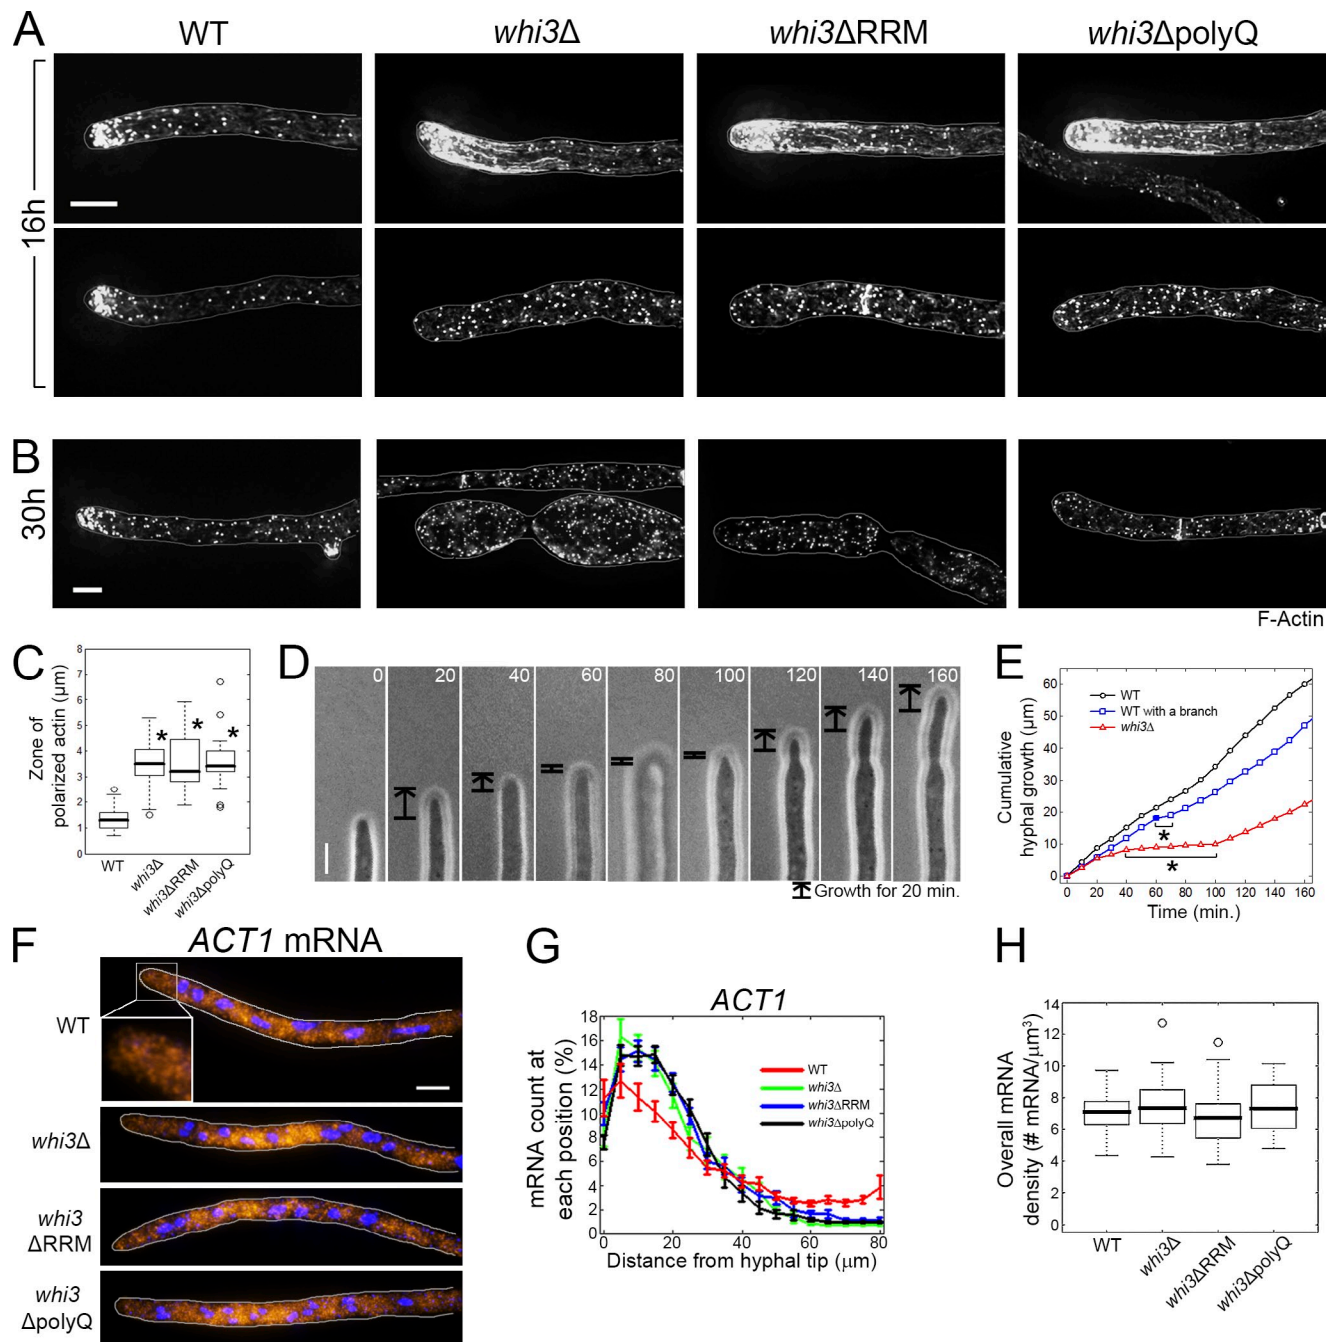 A
WT
whi3Δ
whi3ΔRRM
whi3ΔpolyQ
16h
B
30h
F-Actin
C
Zone of
polarized actin (μm)
8
7
6
5
4
3
2
1
0
*
*
*
WT
whi3Δ
whi3ΔRRM
whi3ΔpolyQ
D
0
20
40
60
80
100
120
140
160
Growth for 20 min.
E
Cumulative
hyphal growth (μm)
60
50
40
30
20
10
0
WT
WT with a branch
whi3Δ
*
*
0 20 40 60 80 100 120 140 160
Time (min.)
F
ACT1 mRNA
WT
whi3Δ
whi3
ΔRRM
whi3
ΔpolyQ
G
ACT1
mRNA count at
each position (%)
18
16
14
12
10
8
6
4
2
0
WT
whi3Δ
whi3ΔRRM
whi3ΔpolyQ
0 20 40 60 80
Distance from hyphal tip (μm)
H
Overall mRNA
density (# mRNA/μm³)
14
12
10
8
6
4
2
0
WT
whi3Δ
whi3ΔRRM
whi3ΔpolyQ